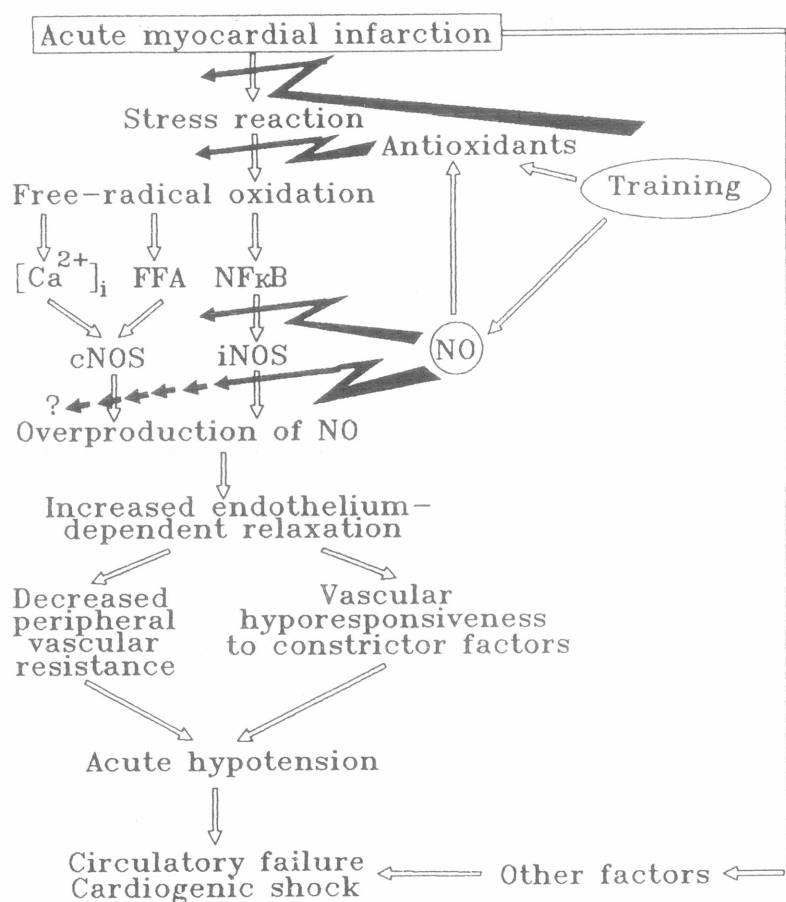 Acute myocardial infarction
Stress reaction
Antioxidants
Training
Free-radical oxidation
[Ca²⁺]ᵢ FFA NFκB
cNOS iNOS NO
?
Overproduction of NO
Increased endothelium-
dependent relaxation
Decreased
peripheral
vascular
resistance
Vascular
hyporesponsiveness
to constrictor factors
Acute hypotension
Circulatory failure
Cardiogenic shock
Other factors